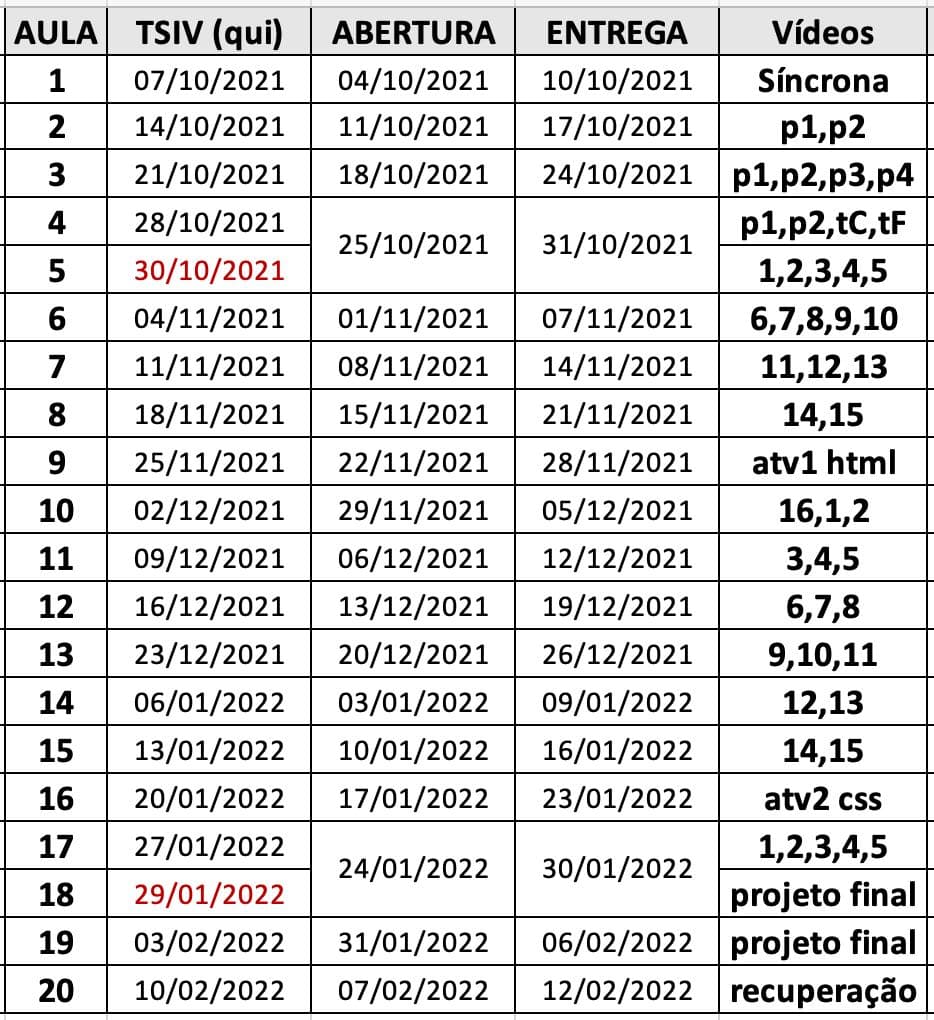 AULA TSIV (qui) ABERTURA ENTREGA Vídeos
1 07/10/2021 04/10/2021 10/10/2021 Síncrona
2 14/10/2021 11/10/2021 17/10/2021 p1,p2
3 21/10/2021 18/10/2021 24/10/2021 p1,p2,p3,p4
4 28/10/2021 25/10/2021 31/10/2021 p1,p2,tC,tF
5 30/10/2021 1,2,3,4,5
6 04/11/2021 01/11/2021 07/11/2021 6,7,8,9,10
7 11/11/2021 08/11/2021 14/11/2021 11,12,13
8 18/11/2021 15/11/2021 21/11/2021 14,15
9 25/11/2021 22/11/2021 28/11/2021 atv1 html
10 02/12/2021 29/11/2021 05/12/2021 16,1,2
11 09/12/2021 06/12/2021 12/12/2021 3,4,5
12 16/12/2021 13/12/2021 19/12/2021 6,7,8
13 23/12/2021 20/12/2021 26/12/2021 9,10,11
14 06/01/2022 03/01/2022 09/01/2022 12,13
15 13/01/2022 10/01/2022 16/01/2022 14,15
16 20/01/2022 17/01/2022 23/01/2022 atv2 css
17 27/01/2022 24/01/2022 30/01/2022 1,2,3,4,5
18 29/01/2022 projeto final
19 03/02/2022 31/01/2022 06/02/2022 projeto final
20 10/02/2022 07/02/2022 12/02/2022 recuperação